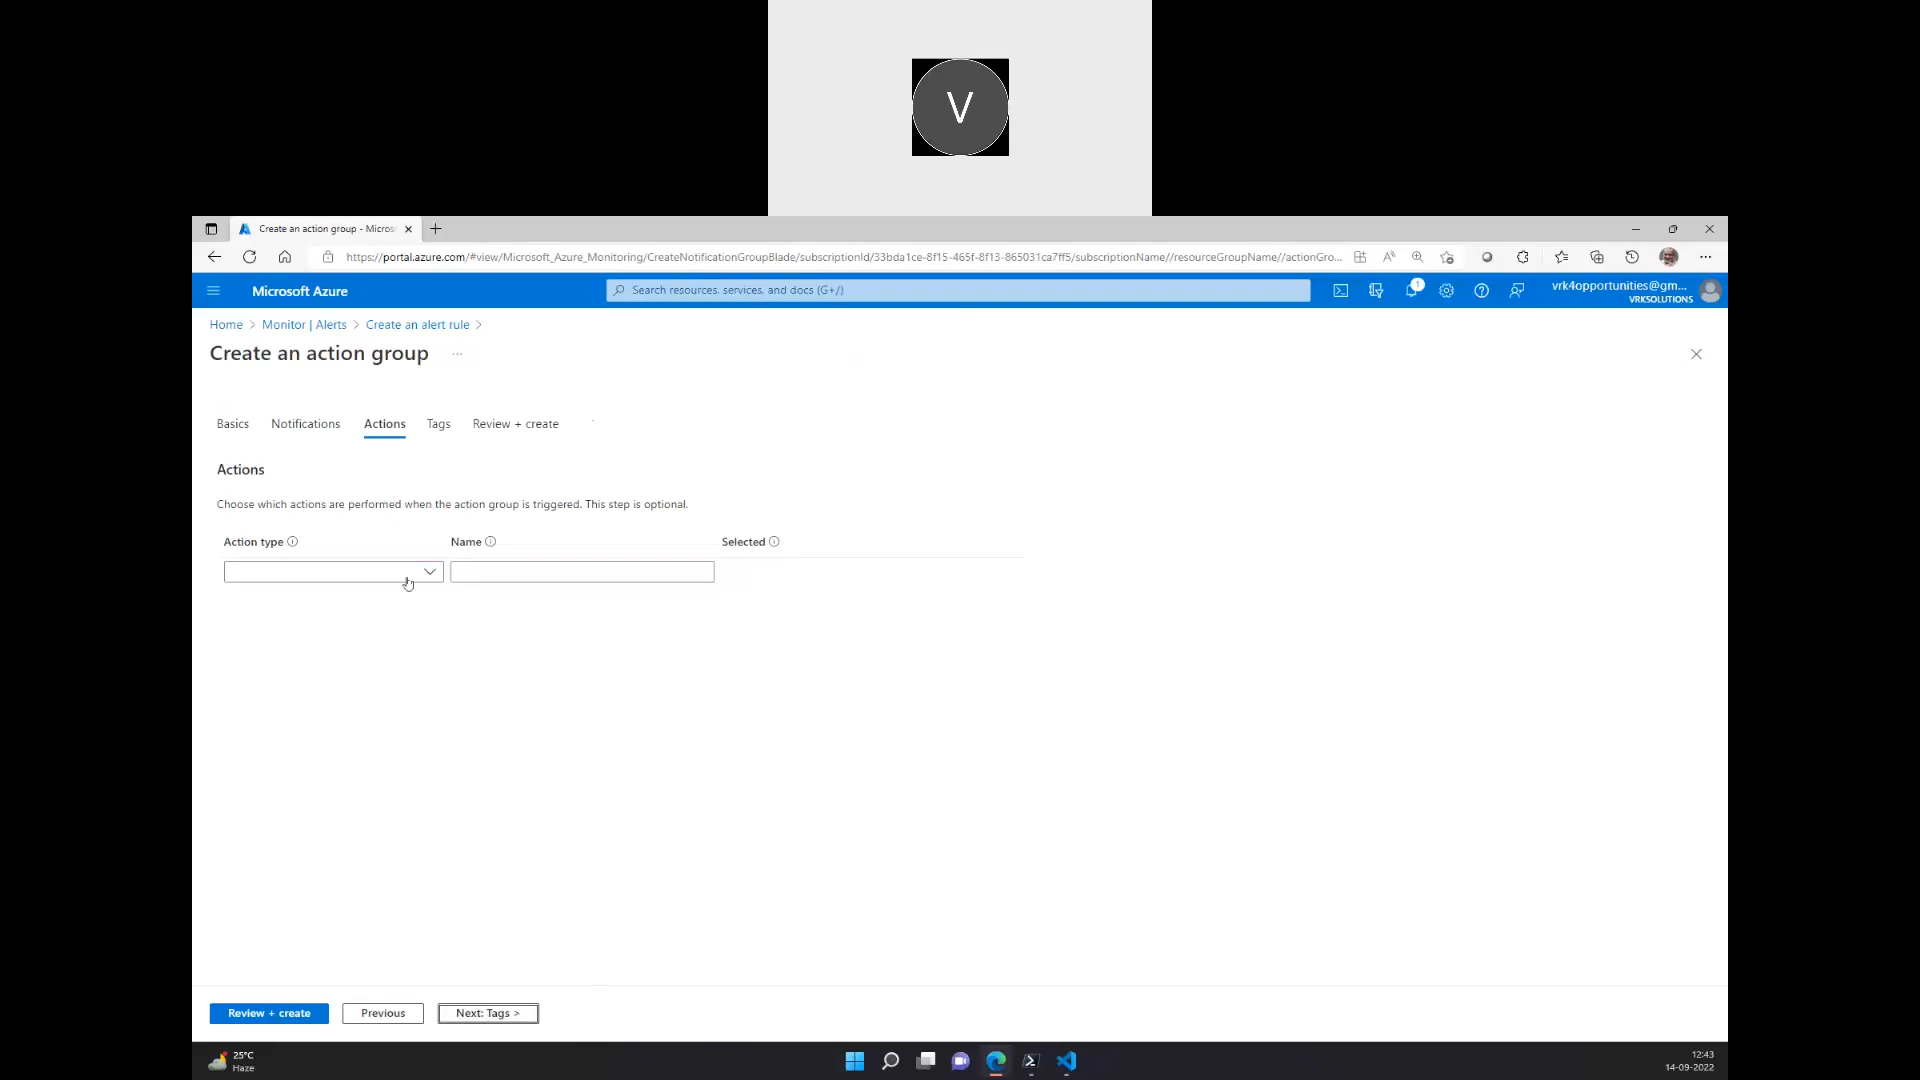 V
Create an action group - Micros
https://portal.azure.com/#view/Microsoft_Azure_Monitoring/CreateNotificationGroupBlade/subscriptionId/33bda1ce-8f15-465f-8f13-865031ca7ff5/subscriptionName//resourceGroupName//actionGro...
Microsoft Azure
Search resources, services, and docs (G+/)
1
vrk4opportunities@gm...
VRKSOLUTIONS
Home > Monitor | Alerts > Create an alert rule >
Create an action group ...
Basics Notifications Actions Tags Review + create
Actions
Choose which actions are performed when the action group is triggered. This step is optional.
Action type Name Selected
Review + create Previous Next: Tags >
25°C
Haze
12:43
14-09-2022